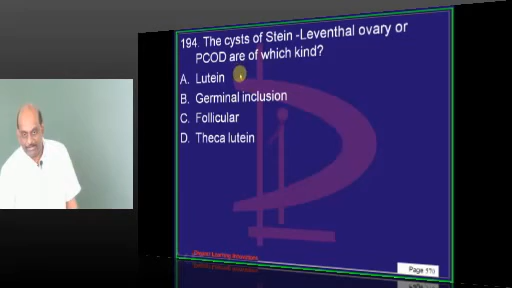 194. The cysts of Stein -Leventhal ovary or
PCOD are of which kind?
A. Lutein
B. Germinal inclusion
C. Follicular
D. Theca lutein
Page 170